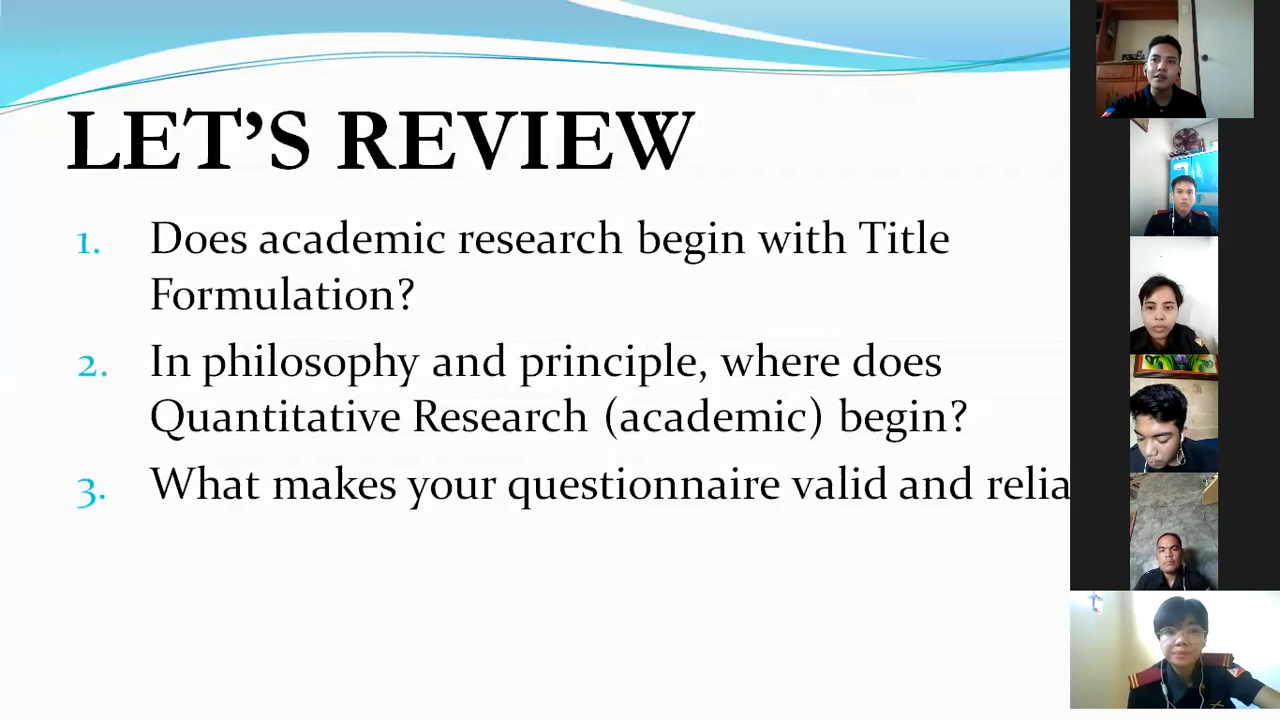 LET'S REVIEW
1. Does academic research begin with Title
Formulation?
2. In philosophy and principle, where does
Quantitative Research (academic) begin?
3. What makes your questionnaire valid and relia